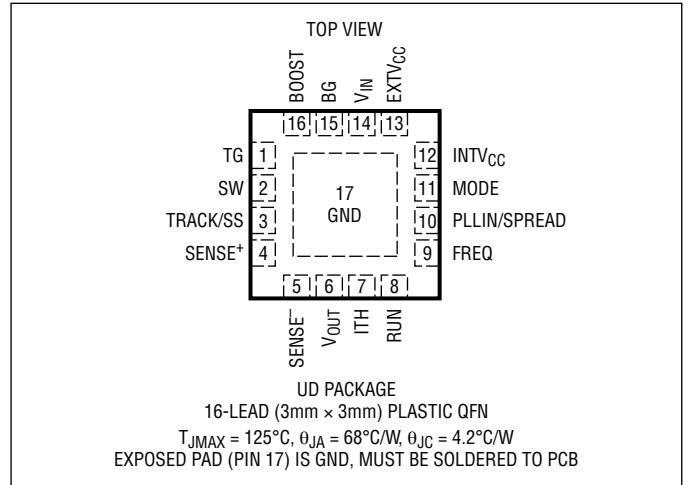 TOP VIEW
BOOST
BG
VIN
EXTVCC
16 15 14 13
TG 1
SW 2
TRACK/SS 3
SENSE+ 4
17
GND
12 INTVCC
11 MODE
10 PLLIN/SPREAD
9 FREQ
5 6 7 8
SENSE–
VOUT
ITH
RUN
UD PACKAGE
16-LEAD (3mm × 3mm) PLASTIC QFN
TJMAX = 125°C, θJA = 68°C/W, θJC = 4.2°C/W
EXPOSED PAD (PIN 17) IS GND, MUST BE SOLDERED TO PCB